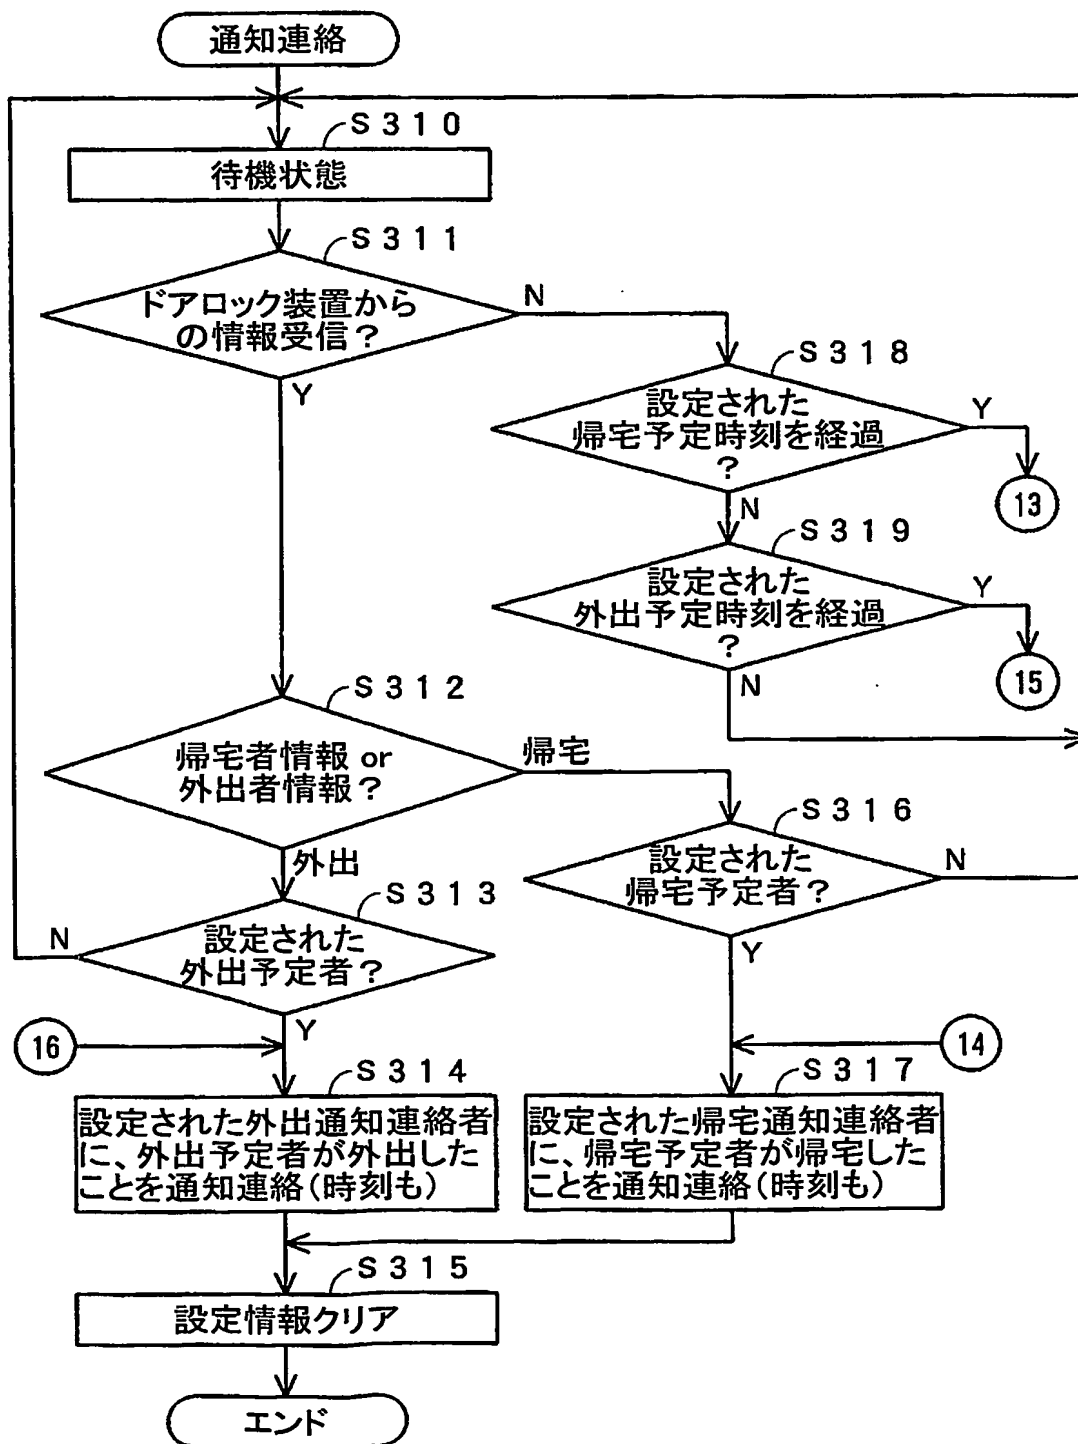 通知連絡
S310
待機状態
S311
ドアロック装置から
の情報受信？
N
Y
S318
設定された
帰宅予定時刻を経過
？
Y
13
N
S319
設定された
外出予定時刻を経過
？
Y
15
N
S312
帰宅者情報 or
外出者情報？
帰宅
外出
S316
設定された
帰宅予定者？
N
Y
S313
設定された
外出予定者？
N
Y
16
14
S314
設定された外出通知連絡者
に、外出予定者が外出した
ことを通知連絡（時刻も）
S317
設定された帰宅通知連絡者
に、帰宅予定者が帰宅した
ことを通知連絡（時刻も）
S315
設定情報クリア
エンド